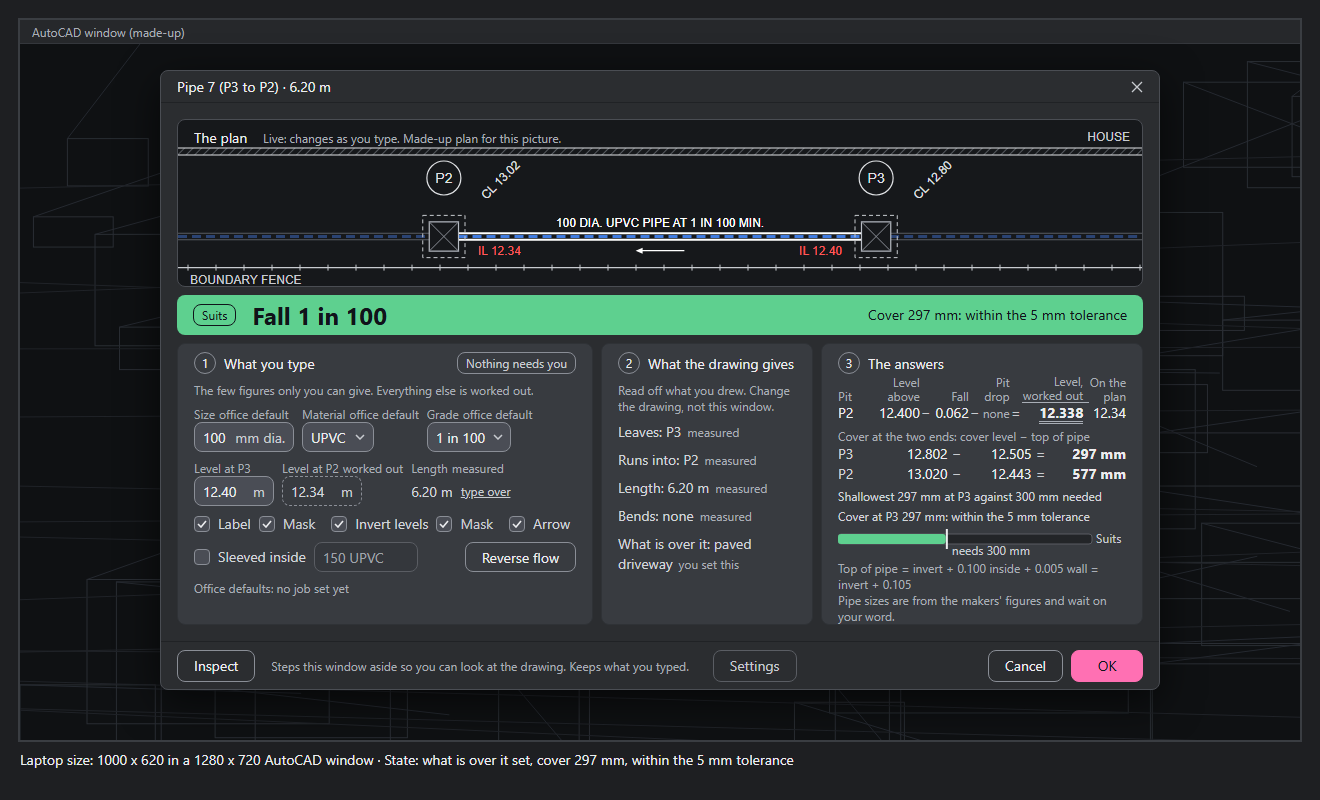 AutoCAD window (made-up)
Pipe 7 (P3 to P2) · 6.20 m
The plan Live: changes as you type. Made-up plan for this picture. HOUSE
P2 CL 13.02 P3 CL 12.80
100 DIA. UPVC PIPE AT 1 IN 100 MIN.
IL 12.34 IL 12.40
BOUNDARY FENCE
Suits Fall 1 in 100 Cover 297 mm: within the 5 mm tolerance
1 What you type Nothing needs you
The few figures only you can give. Everything else is worked out.
Size office default Material office default Grade office default
100 mm dia. UPVC 1 in 100
Level at P3 Level at P2 worked out Length measured
12.40 m 12.34 m 6.20 m type over
Label Mask Invert levels Mask Arrow
Sleeved inside 150 UPVC Reverse flow
Office defaults: no job set yet
2 What the drawing gives
Read off what you drew. Change
the drawing, not this window.
Leaves: P3 measured
Runs into: P2 measured
Length: 6.20 m measured
Bends: none measured
What is over it: paved
driveway you set this
3 The answers
Level Pit Level, On the
Pit above Fall drop worked out plan
P2 12.400 − 0.062 − none = 12.338 12.34
Cover at the two ends: cover level − top of pipe
P3 12.802 − 12.505 = 297 mm
P2 13.020 − 12.443 = 577 mm
Shallowest 297 mm at P3 against 300 mm needed
Cover at P3 297 mm: within the 5 mm tolerance
Suits
needs 300 mm
Top of pipe = invert + 0.100 inside + 0.005 wall =
invert + 0.105
Pipe sizes are from the makers' figures and wait on
your word.
Inspect Steps this window aside so you can look at the drawing. Keeps what you typed. Settings Cancel OK
Laptop size: 1000 x 620 in a 1280 x 720 AutoCAD window · State: what is over it set, cover 297 mm, within the 5 mm tolerance